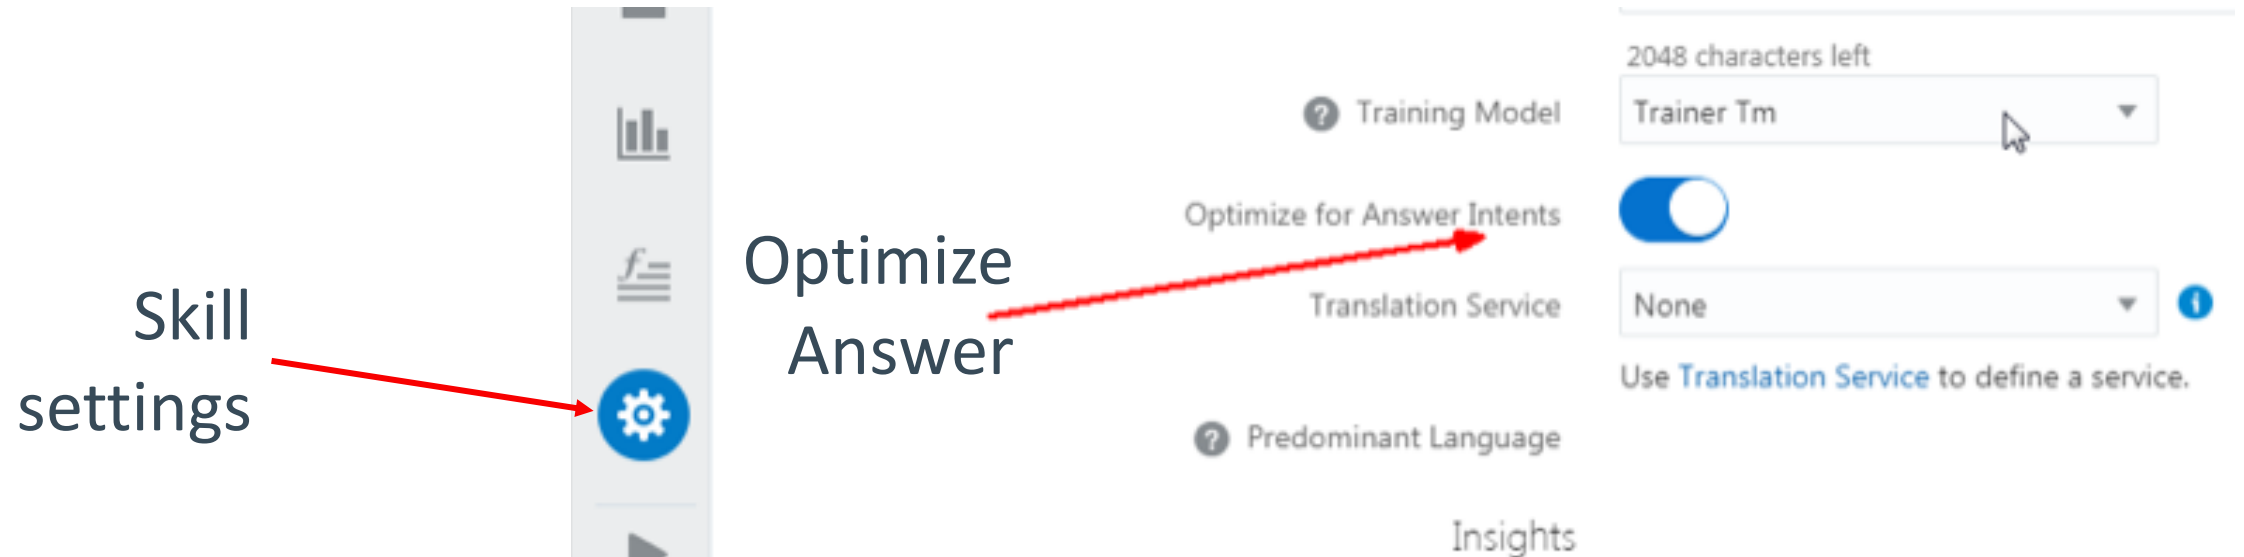 Skill
settings
Optimize
Answer
2048 characters left
Training Model
Trainer Tm
Optimize for Answer Intents
Translation Service
None
Use Translation Service to define a service.
Predominant Language
Insights